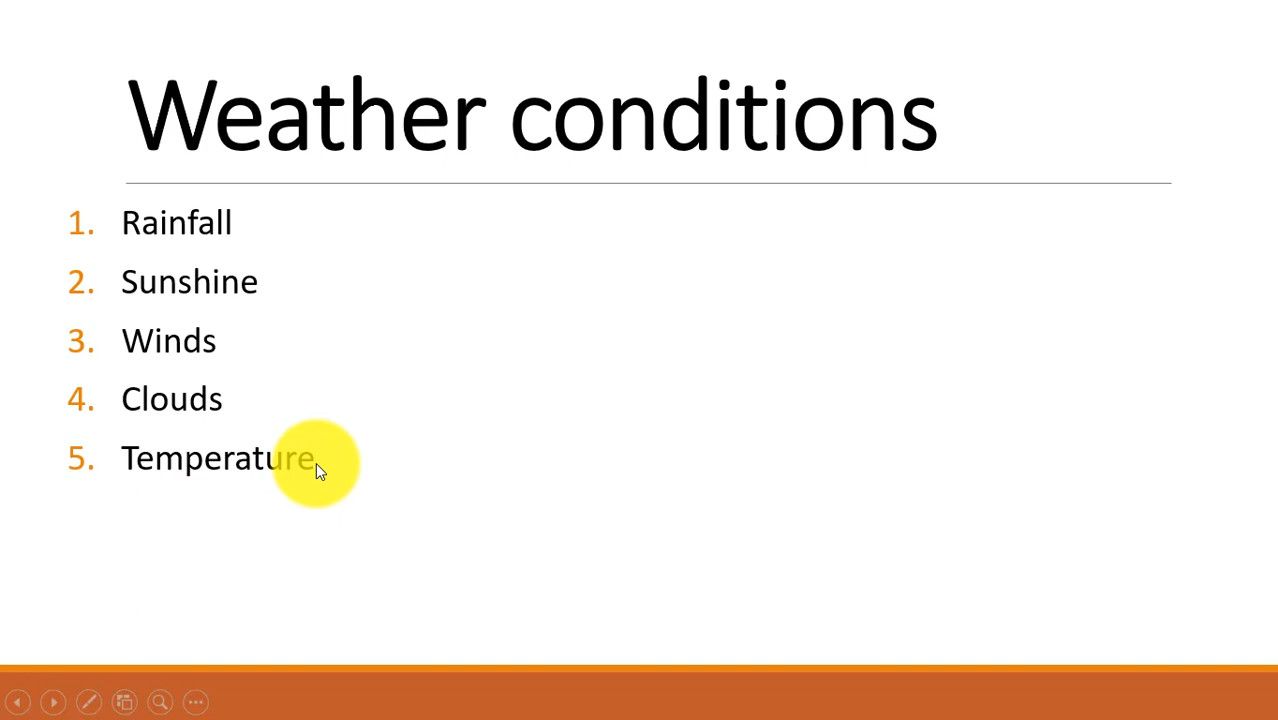 Weather conditions
1. Rainfall
2. Sunshine
3. Winds
4. Clouds
5. Temperature